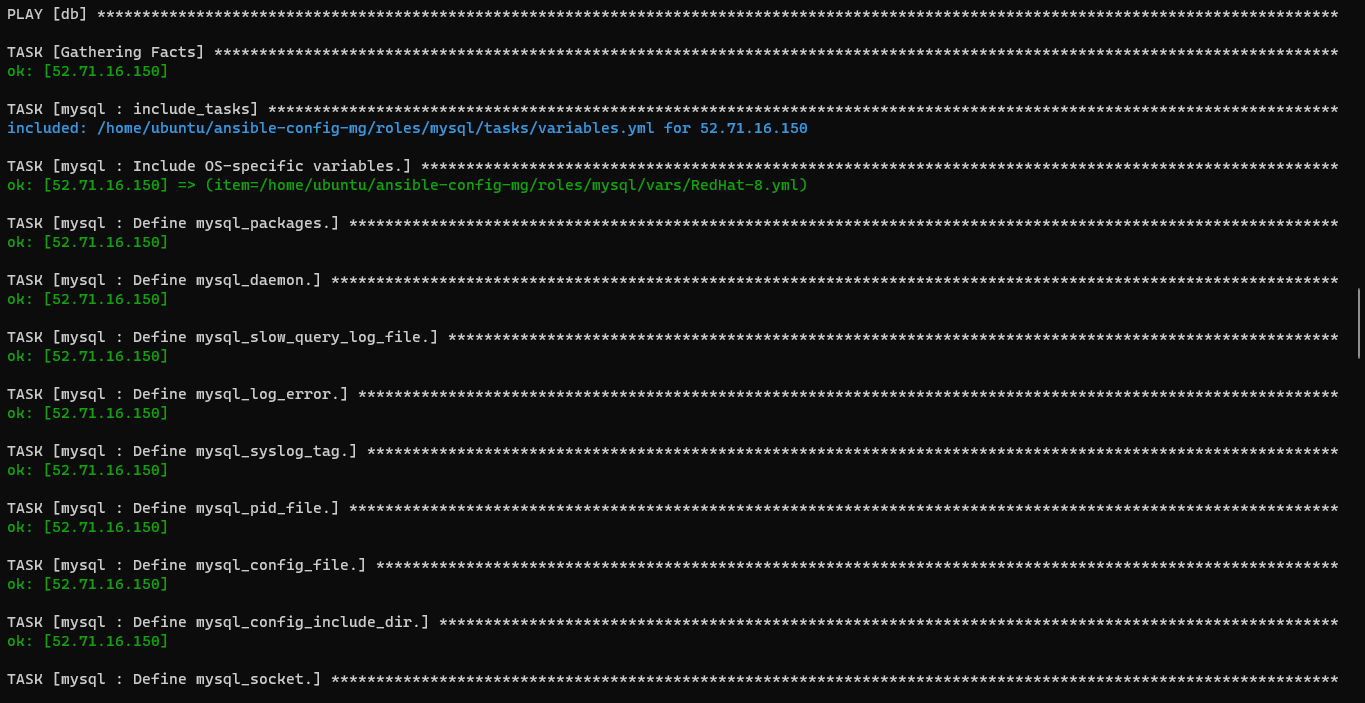 PLAY [db] ******************************************************************************************************************************************
TASK [Gathering Facts] *****************************************************************************************************************************
ok: [52.71.16.150]
TASK [mysql : include_tasks] ***********************************************************************************************************************
included: /home/ubuntu/ansible-config-mg/roles/mysql/tasks/variables.yml for 52.71.16.150
TASK [mysql : Include OS-specific variables.] ******************************************************************************************************
ok: [52.71.16.150] => (item=/home/ubuntu/ansible-config-mg/roles/mysql/vars/RedHat-8.yml)
TASK [mysql : Define mysql_packages.] **************************************************************************************************************
ok: [52.71.16.150]
TASK [mysql : Define mysql_daemon.] ****************************************************************************************************************
ok: [52.71.16.150]
TASK [mysql : Define mysql_slow_query_log_file.] ***************************************************************************************************
ok: [52.71.16.150]
TASK [mysql : Define mysql_log_error.] *************************************************************************************************************
ok: [52.71.16.150]
TASK [mysql : Define mysql_syslog_tag.] ************************************************************************************************************
ok: [52.71.16.150]
TASK [mysql : Define mysql_pid_file.] **************************************************************************************************************
ok: [52.71.16.150]
TASK [mysql : Define mysql_config_file.] ***********************************************************************************************************
ok: [52.71.16.150]
TASK [mysql : Define mysql_config_include_dir.] ****************************************************************************************************
ok: [52.71.16.150]
TASK [mysql : Define mysql_socket.] ****************************************************************************************************************